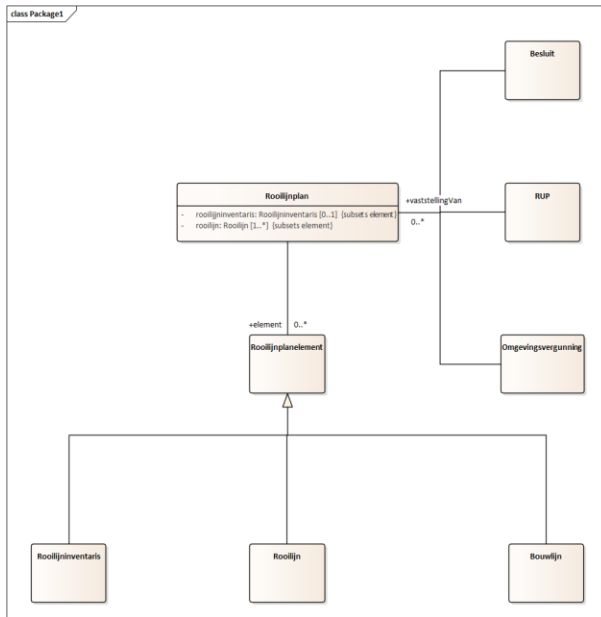 class Package1
Besluit
Rooilijnplan
- rooilijninventaris: Rooilijninventaris [0..1] {subsets element}
- rooilijn: Rooilijn [1..*] {subsets element}
+vaststellingVan
0..*
RUP
+element 0..*
Rooilijnplanelement
Omgevingsvergunning
Rooilijninventaris
Rooilijn
Bouwlijn